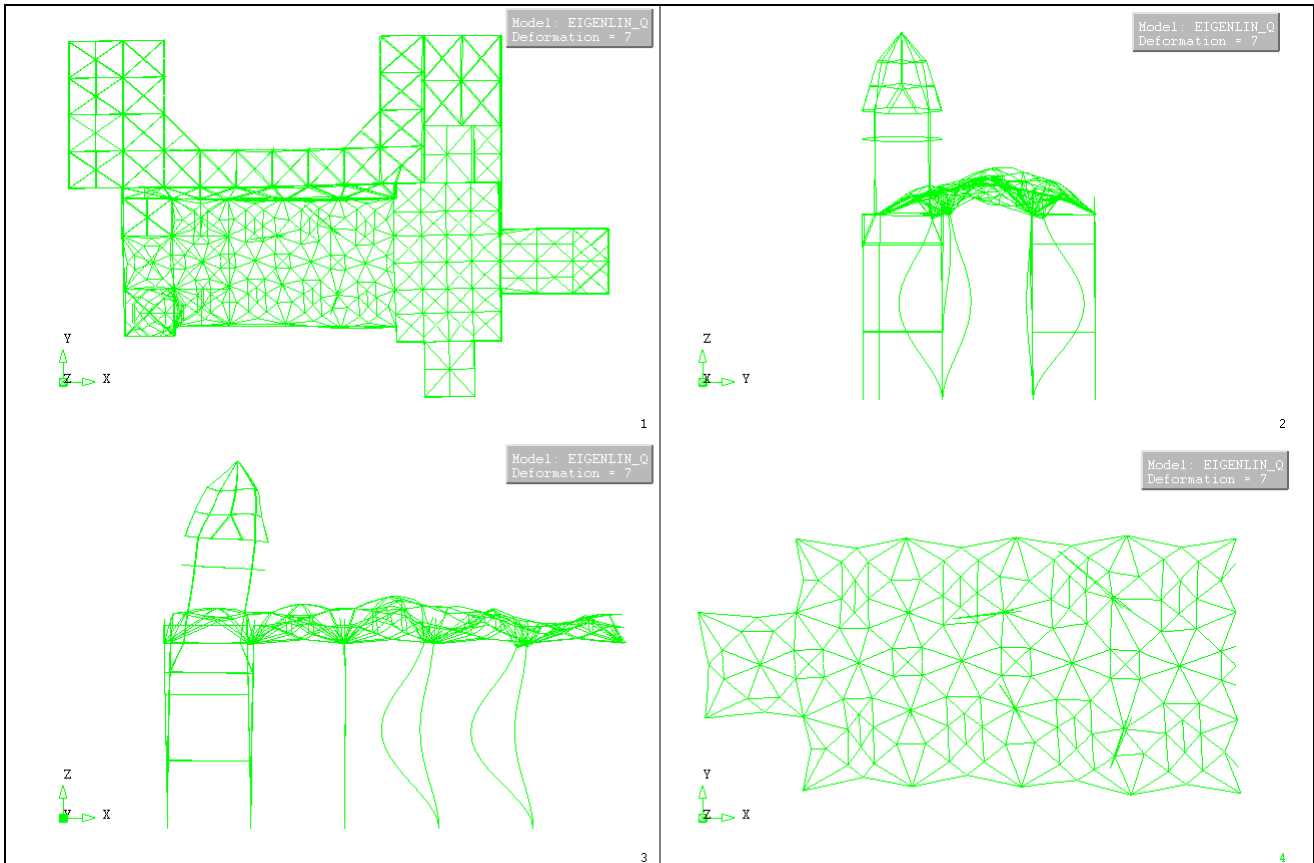 Model: EIGENLIN_Q
Deformation = 7
Y
Z X
1
Model: EIGENLIN_Q
Deformation = 7
Z
X Y
2
Model: EIGENLIN_Q
Deformation = 7
Z
Y X
3
Model: EIGENLIN_Q
Deformation = 7
Y
Z X
4